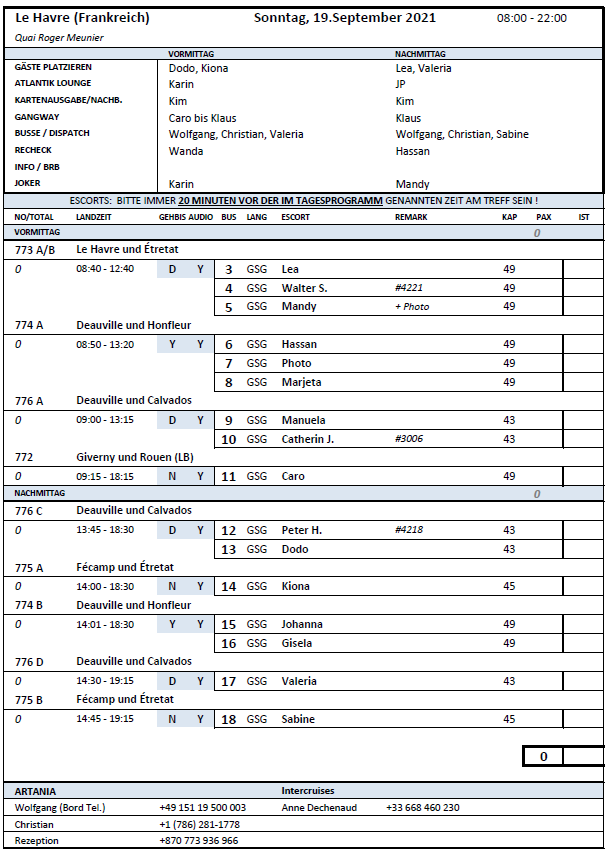 Le Havre (Frankreich) Sonntag, 19.September 2021 08:00 - 22:00
Quai Roger Meunier
VORMITTAG NACHMITTAG
GÄSTE PLATZIEREN Dodo, Kiona Lea, Valeria
ATLANTIK LOUNGE Karin JP
KARTENAUSGABE/NACHB. Kim Kim
GANGWAY Caro bis Klaus Klaus
BUSSE / DISPATCH Wolfgang, Christian, Valeria Wolfgang, Christian, Sabine
RECHECK Wanda Hassan
INFO / BRB
JOKER Karin Mandy
ESCORTS: BITTE IMMER 20 MINUTEN VOR DER IM TAGESPROGRAMM GENANNTEN ZEIT AM TREFF SEIN !
NO/TOTAL LANDZEIT GEHBIS AUDIO BUS LANG ESCORT REMARK KAP PAX IST
VORMITTAG 0
773 A/B Le Havre und Étretat
0 08:40 - 12:40 D Y 3 GSG Lea 49
4 GSG Walter S. #4221 49
5 GSG Mandy + Photo 49
774 A Deauville und Honfleur
0 08:50 - 13:20 Y Y 6 GSG Hassan 49
7 GSG Photo 49
8 GSG Marjeta 49
776 A Deauville und Calvados
0 09:00 - 13:15 D Y 9 GSG Manuela 43
10 GSG Catherin J. #3006 43
772 Giverny und Rouen (LB)
0 09:15 - 18:15 N Y 11 GSG Caro 49
NACHMITTAG 0
776 C Deauville und Calvados
0 13:45 - 18:30 D Y 12 GSG Peter H. #4218 43
13 GSG Dodo 43
775 A Fécamp und Étretat
0 14:00 - 18:30 N Y 14 GSG Kiona 45
774 B Deauville und Honfleur
0 14:01 - 18:30 Y Y 15 GSG Johanna 49
16 GSG Gisela 49
776 D Deauville und Calvados
0 14:30 - 19:15 D Y 17 GSG Valeria 43
775 B Fécamp und Étretat
0 14:45 - 19:15 N Y 18 GSG Sabine 45
0
ARTANIA Intercruises
Wolfgang (Bord Tel.) +49 151 19 500 003 Anne Dechenaud +33 668 460 230
Christian +1 (786) 281-1778
Rezeption +870 773 936 966